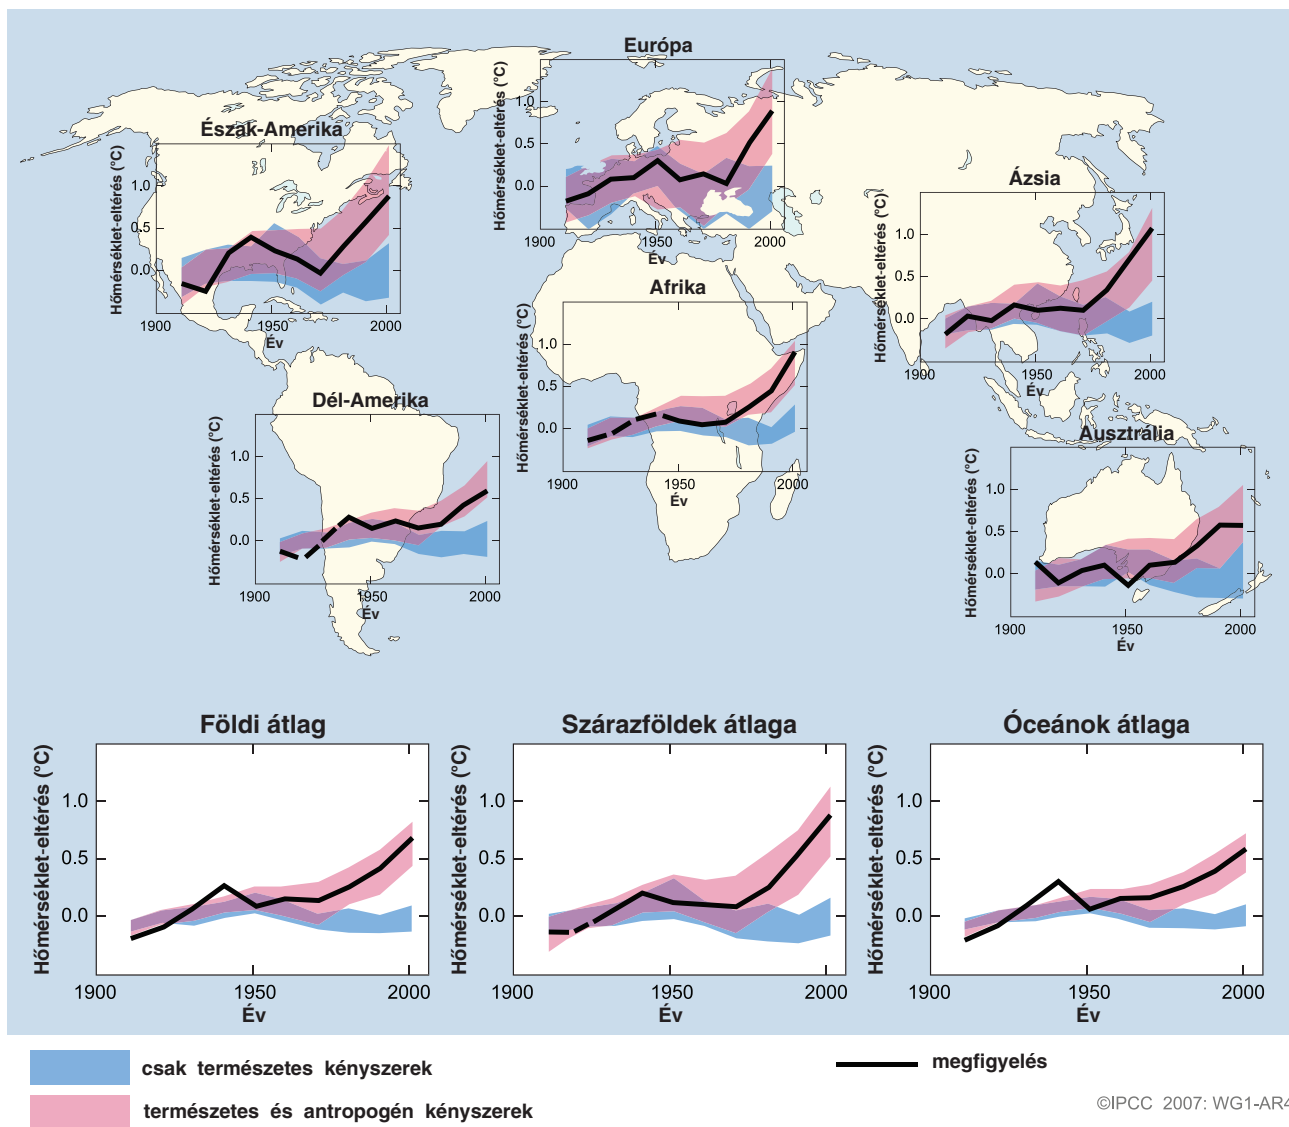 Európa
Hőmérséklet-eltérés (°C)
1.0
0.5
0.0
1900
1950
2000
Év
Észak-Amerika
Hőmérséklet-eltérés (°C)
1.0
0.5
0.0
1900
1950
2000
Év
Ázsia
Hőmérséklet-eltérés (°C)
1.0
0.5
0.0
1900
1950
2000
Év
Afrika
Hőmérséklet-eltérés (°C)
1.0
0.5
0.0
1900
1950
2000
Év
Dél-Amerika
Hőmérséklet-eltérés (°C)
1.0
0.5
0.0
1900
1950
2000
Év
Ausztrália
Hőmérséklet-eltérés (°C)
1.0
0.5
0.0
1900
1950
2000
Év
Földi átlag
Hőmérséklet-eltérés (°C)
1.0
0.5
0.0
1900
1950
2000
Év
Szárazföldek átlaga
Hőmérséklet-eltérés (°C)
1.0
0.5
0.0
1900
1950
2000
Év
Óceánok átlaga
Hőmérséklet-eltérés (°C)
1.0
0.5
0.0
1900
1950
2000
Év
csak természetes kényszerek
természetes és antropogén kényszerek
megfigyelés
©IPCC 2007: WG1-AR4